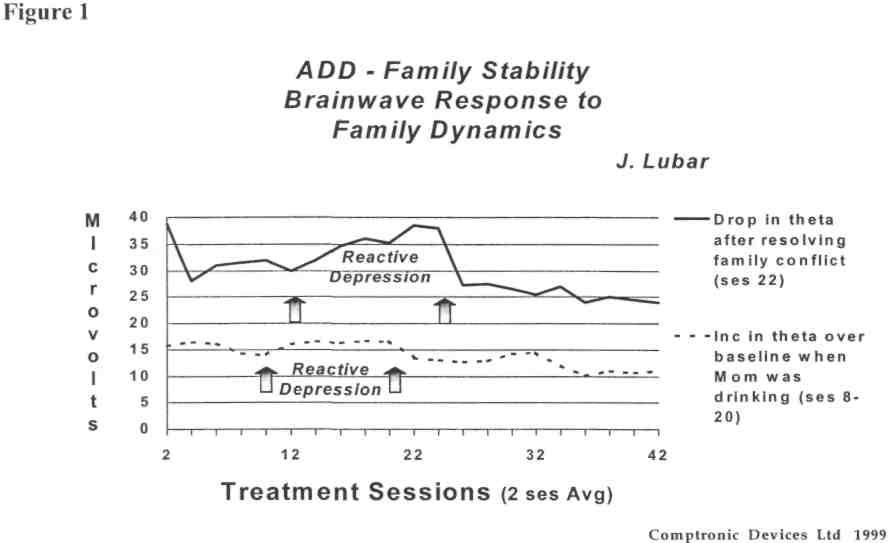 Figure 1
ADD - Family Stability
Brainwave Response to
Family Dynamics
J. Lubar
MIcrovolts
40
35
30
25
20
15
10
5
0
Reactive
Depression
Reactive
Depression
2
12
22
32
42
Treatment Sessions (2 ses Avg)
Drop in theta
after resolving
family conflict
(ses 22)
Inc in theta over
baseline when
Mom was
drinking (ses 8-
20)
Comptronic Devices Ltd 1999